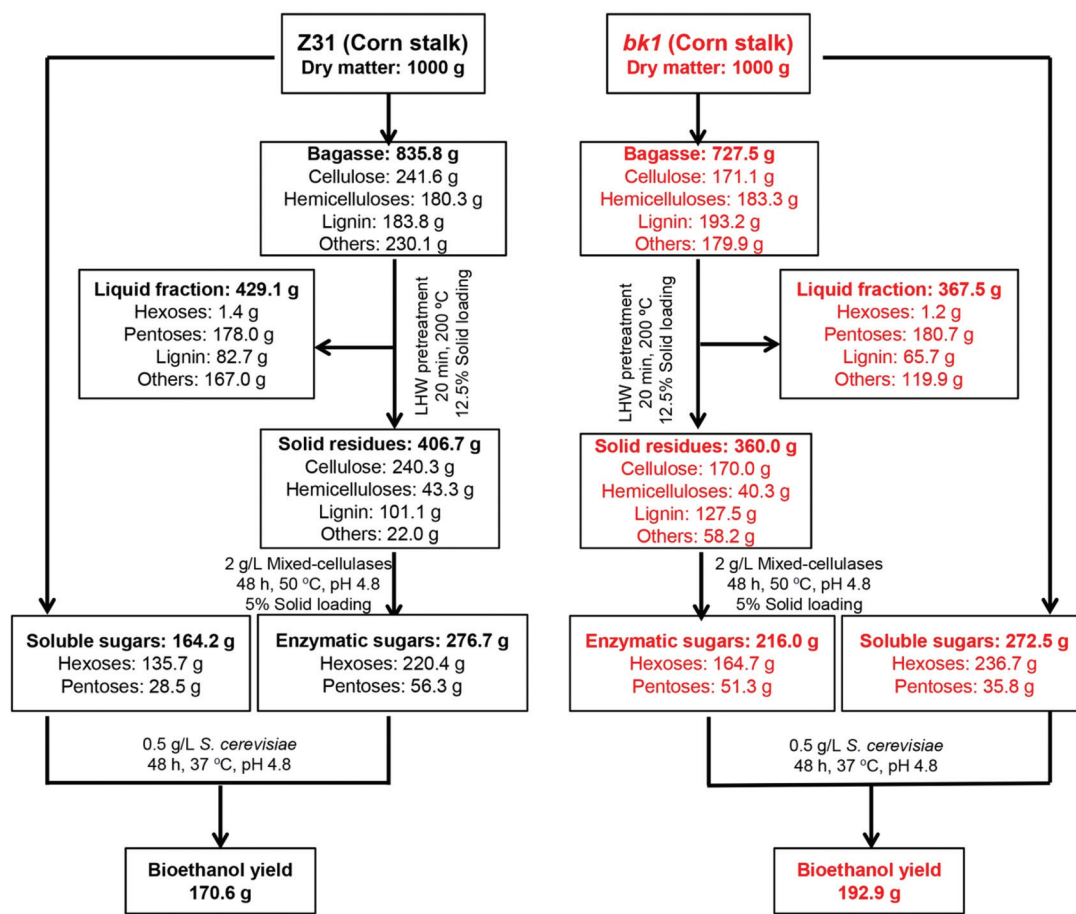 Z31 (Corn stalk)
Dry matter: 1000 g
Bagasse: 835.8 g
Cellulose: 241.6 g
Hemicelluloses: 180.3 g
Lignin: 183.8 g
Others: 230.1 g
Liquid fraction: 429.1 g
Hexoses: 1.4 g
Pentoses: 178.0 g
Lignin: 82.7 g
Others: 167.0 g
LHW pretreatment
20 min, 200 ºC
12.5% Solid loading
Solid residues: 406.7 g
Cellulose: 240.3 g
Hemicelluloses: 43.3 g
Lignin: 101.1 g
Others: 22.0 g
2 g/L Mixed-cellulases
48 h, 50 ºC, pH 4.8
5% Solid loading
Soluble sugars: 164.2 g
Hexoses: 135.7 g
Pentoses: 28.5 g
Enzymatic sugars: 276.7 g
Hexoses: 220.4 g
Pentoses: 56.3 g
0.5 g/L S. cerevisiae
48 h, 37 ºC, pH 4.8
Bioethanol yield
170.6 g
bk1 (Corn stalk)
Dry matter: 1000 g
Bagasse: 727.5 g
Cellulose: 171.1 g
Hemicelluloses: 183.3 g
Lignin: 193.2 g
Others: 179.9 g
LHW pretreatment
20 min, 200 ºC
12.5% Solid loading
Liquid fraction: 367.5 g
Hexoses: 1.2 g
Pentoses: 180.7 g
Lignin: 65.7 g
Others: 119.9 g
Solid residues: 360.0 g
Cellulose: 170.0 g
Hemicelluloses: 40.3 g
Lignin: 127.5 g
Others: 58.2 g
2 g/L Mixed-cellulases
48 h, 50 ºC, pH 4.8
5% Solid loading
Enzymatic sugars: 216.0 g
Hexoses: 164.7 g
Pentoses: 51.3 g
Soluble sugars: 272.5 g
Hexoses: 236.7 g
Pentoses: 35.8 g
0.5 g/L S. cerevisiae
48 h, 37 ºC, pH 4.8
Bioethanol yield
192.9 g